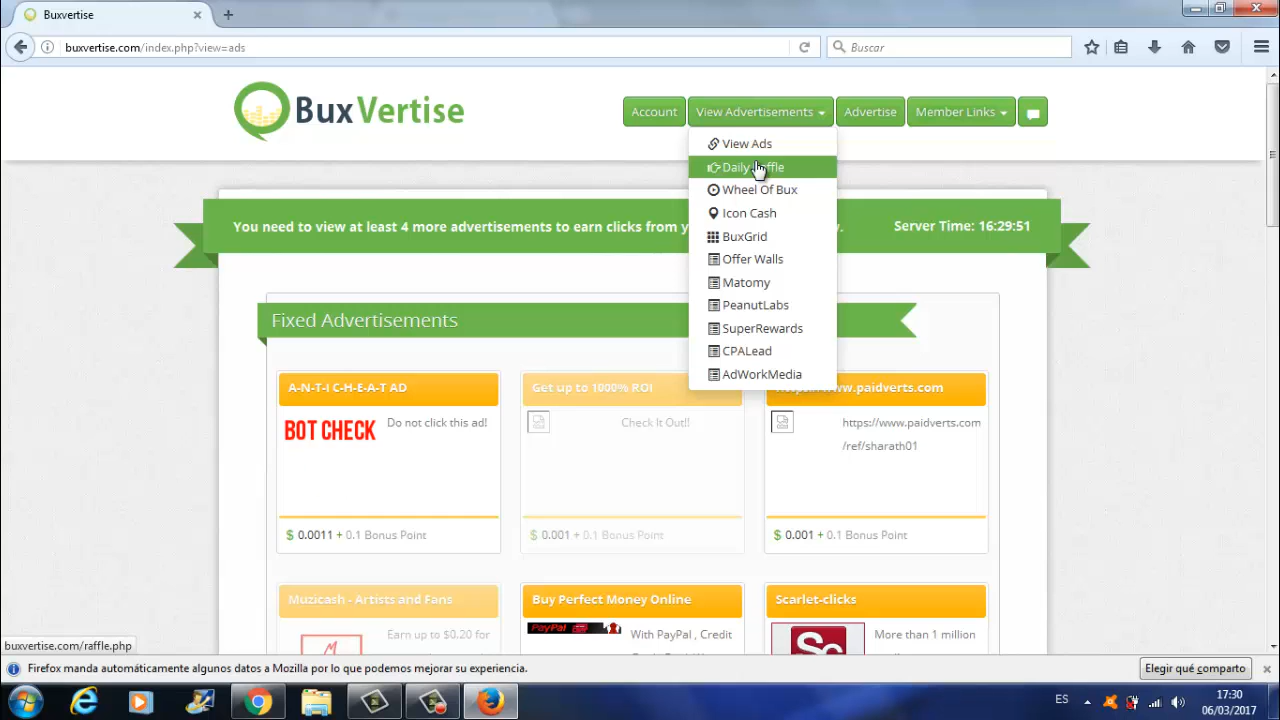 Buxvertise
buxvertise.com/index.php?view=ads
Buscar
BuxVertise
Account
View Advertisements
Advertise
Member Links
View Ads
Daily
Wheel Of Bux
Icon Cash
BuxGrid
Offer Walls
Matomy
PeanutLabs
SuperRewards
CPALead
AdWorkMedia
You need to view at least 4 more advertisements to earn clicks from
Server Time: 16:29:51
Fixed Advertisements
A-N-T-I C-H-E-A-T AD
BOT CHECK
Do not click this ad!
$ 0.0011 + 0.1 Bonus Point
Get up to 1000% ROI
Check It Out!!
$ 0.001 + 0.1 Bonus Point
https://www.paidverts.com
https://www.paidverts.com
/ref/sharath01
$ 0.001 + 0.1 Bonus Point
Muzicash - Artists and Fans
Earn up to $0.20 for
Buy Perfect Money Online
PayPal
With PayPal , Credit
Scarlet-clicks
Sc
More than 1 million
buxvertise.com/raffle.php
Firefox manda automáticamente algunos datos a Mozilla por lo que podemos mejorar su experiencia.
Elegir qué comparto
ES
17:30
06/03/2017